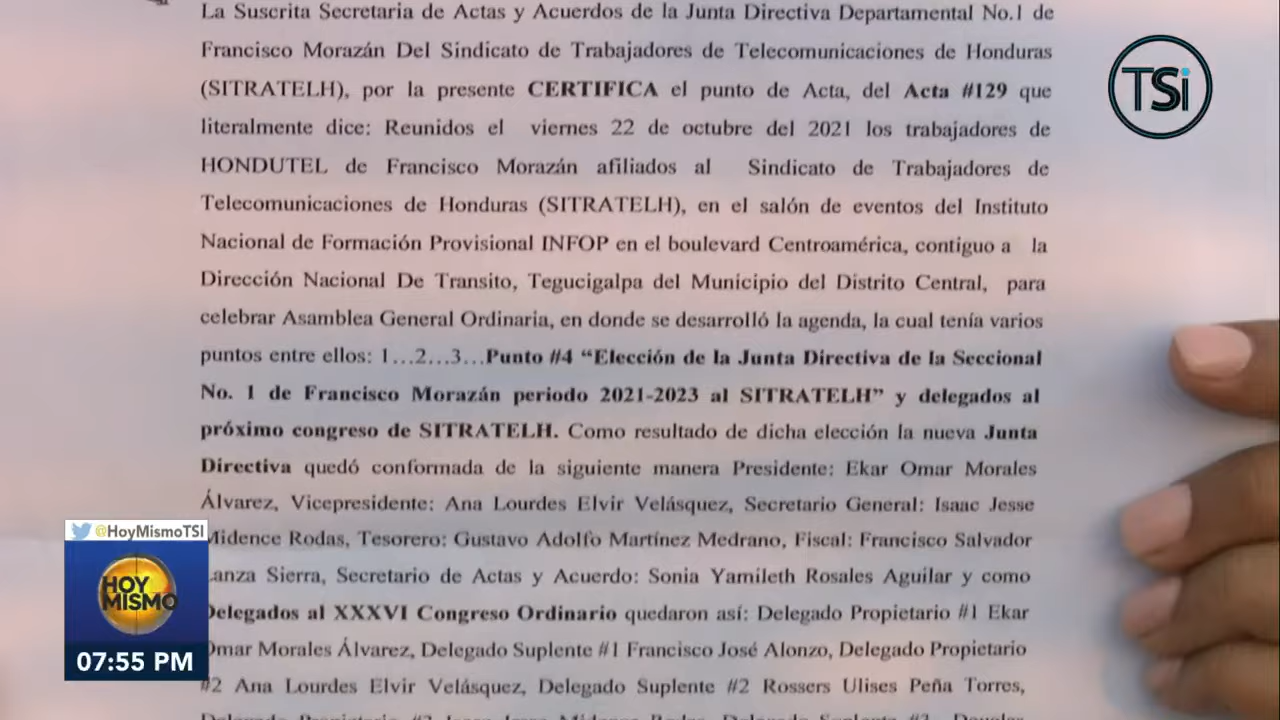 La Suscrita Secretaria de Actas y Acuerdos de la Junta Directiva Departamental No.1 de
Francisco Morazán Del Sindicato de Trabajadores de Telecomunicaciones de Honduras
(SITRATELH), por la presente CERTIFICA el punto de Acta, del Acta #129 que
literalmente dice: Reunidos el viernes 22 de octubre del 2021 los trabajadores de
HONDUTEL de Francisco Morazán afiliados al Sindicato de Trabajadores de
Telecomunicaciones de Honduras (SITRATELH), en el salón de eventos del Instituto
Nacional de Formación Provisional INFOP en el boulevard Centroamérica, contiguo a la
Dirección Nacional De Transito, Tegucigalpa del Municipio del Distrito Central, para
celebrar Asamblea General Ordinaria, en donde se desarrolló la agenda, la cual tenía varios
puntos entre ellos: 1...2...3...Punto #4 “Elección de la Junta Directiva de la Seccional
No. 1 de Francisco Morazán periodo 2021-2023 al SITRATELH” y delegados al
próximo congreso de SITRATELH. Como resultado de dicha elección la nueva Junta
Directiva quedó conformada de la siguiente manera Presidente: Ekar Omar Morales
Álvarez, Vicepresidente: Ana Lourdes Elvir Velásquez, Secretario General: Isaac Jesse
Midence Rodas, Tesorero: Gustavo Adolfo Martínez Medrano, Fiscal: Francisco Salvador
Lanza Sierra, Secretario de Actas y Acuerdo: Sonia Yamileth Rosales Aguilar y como
Delegados al XXXVI Congreso Ordinario quedaron así: Delegado Propietario #1 Ekar
Omar Morales Álvarez, Delegado Suplente #1 Francisco José Alonzo, Delegado Propietario
#2 Ana Lourdes Elvir Velásquez, Delegado Suplente #2 Rossers Ulises Peña Torres,
TSi
@HoyMismoTSI
HOY
MISMO
07:55 PM